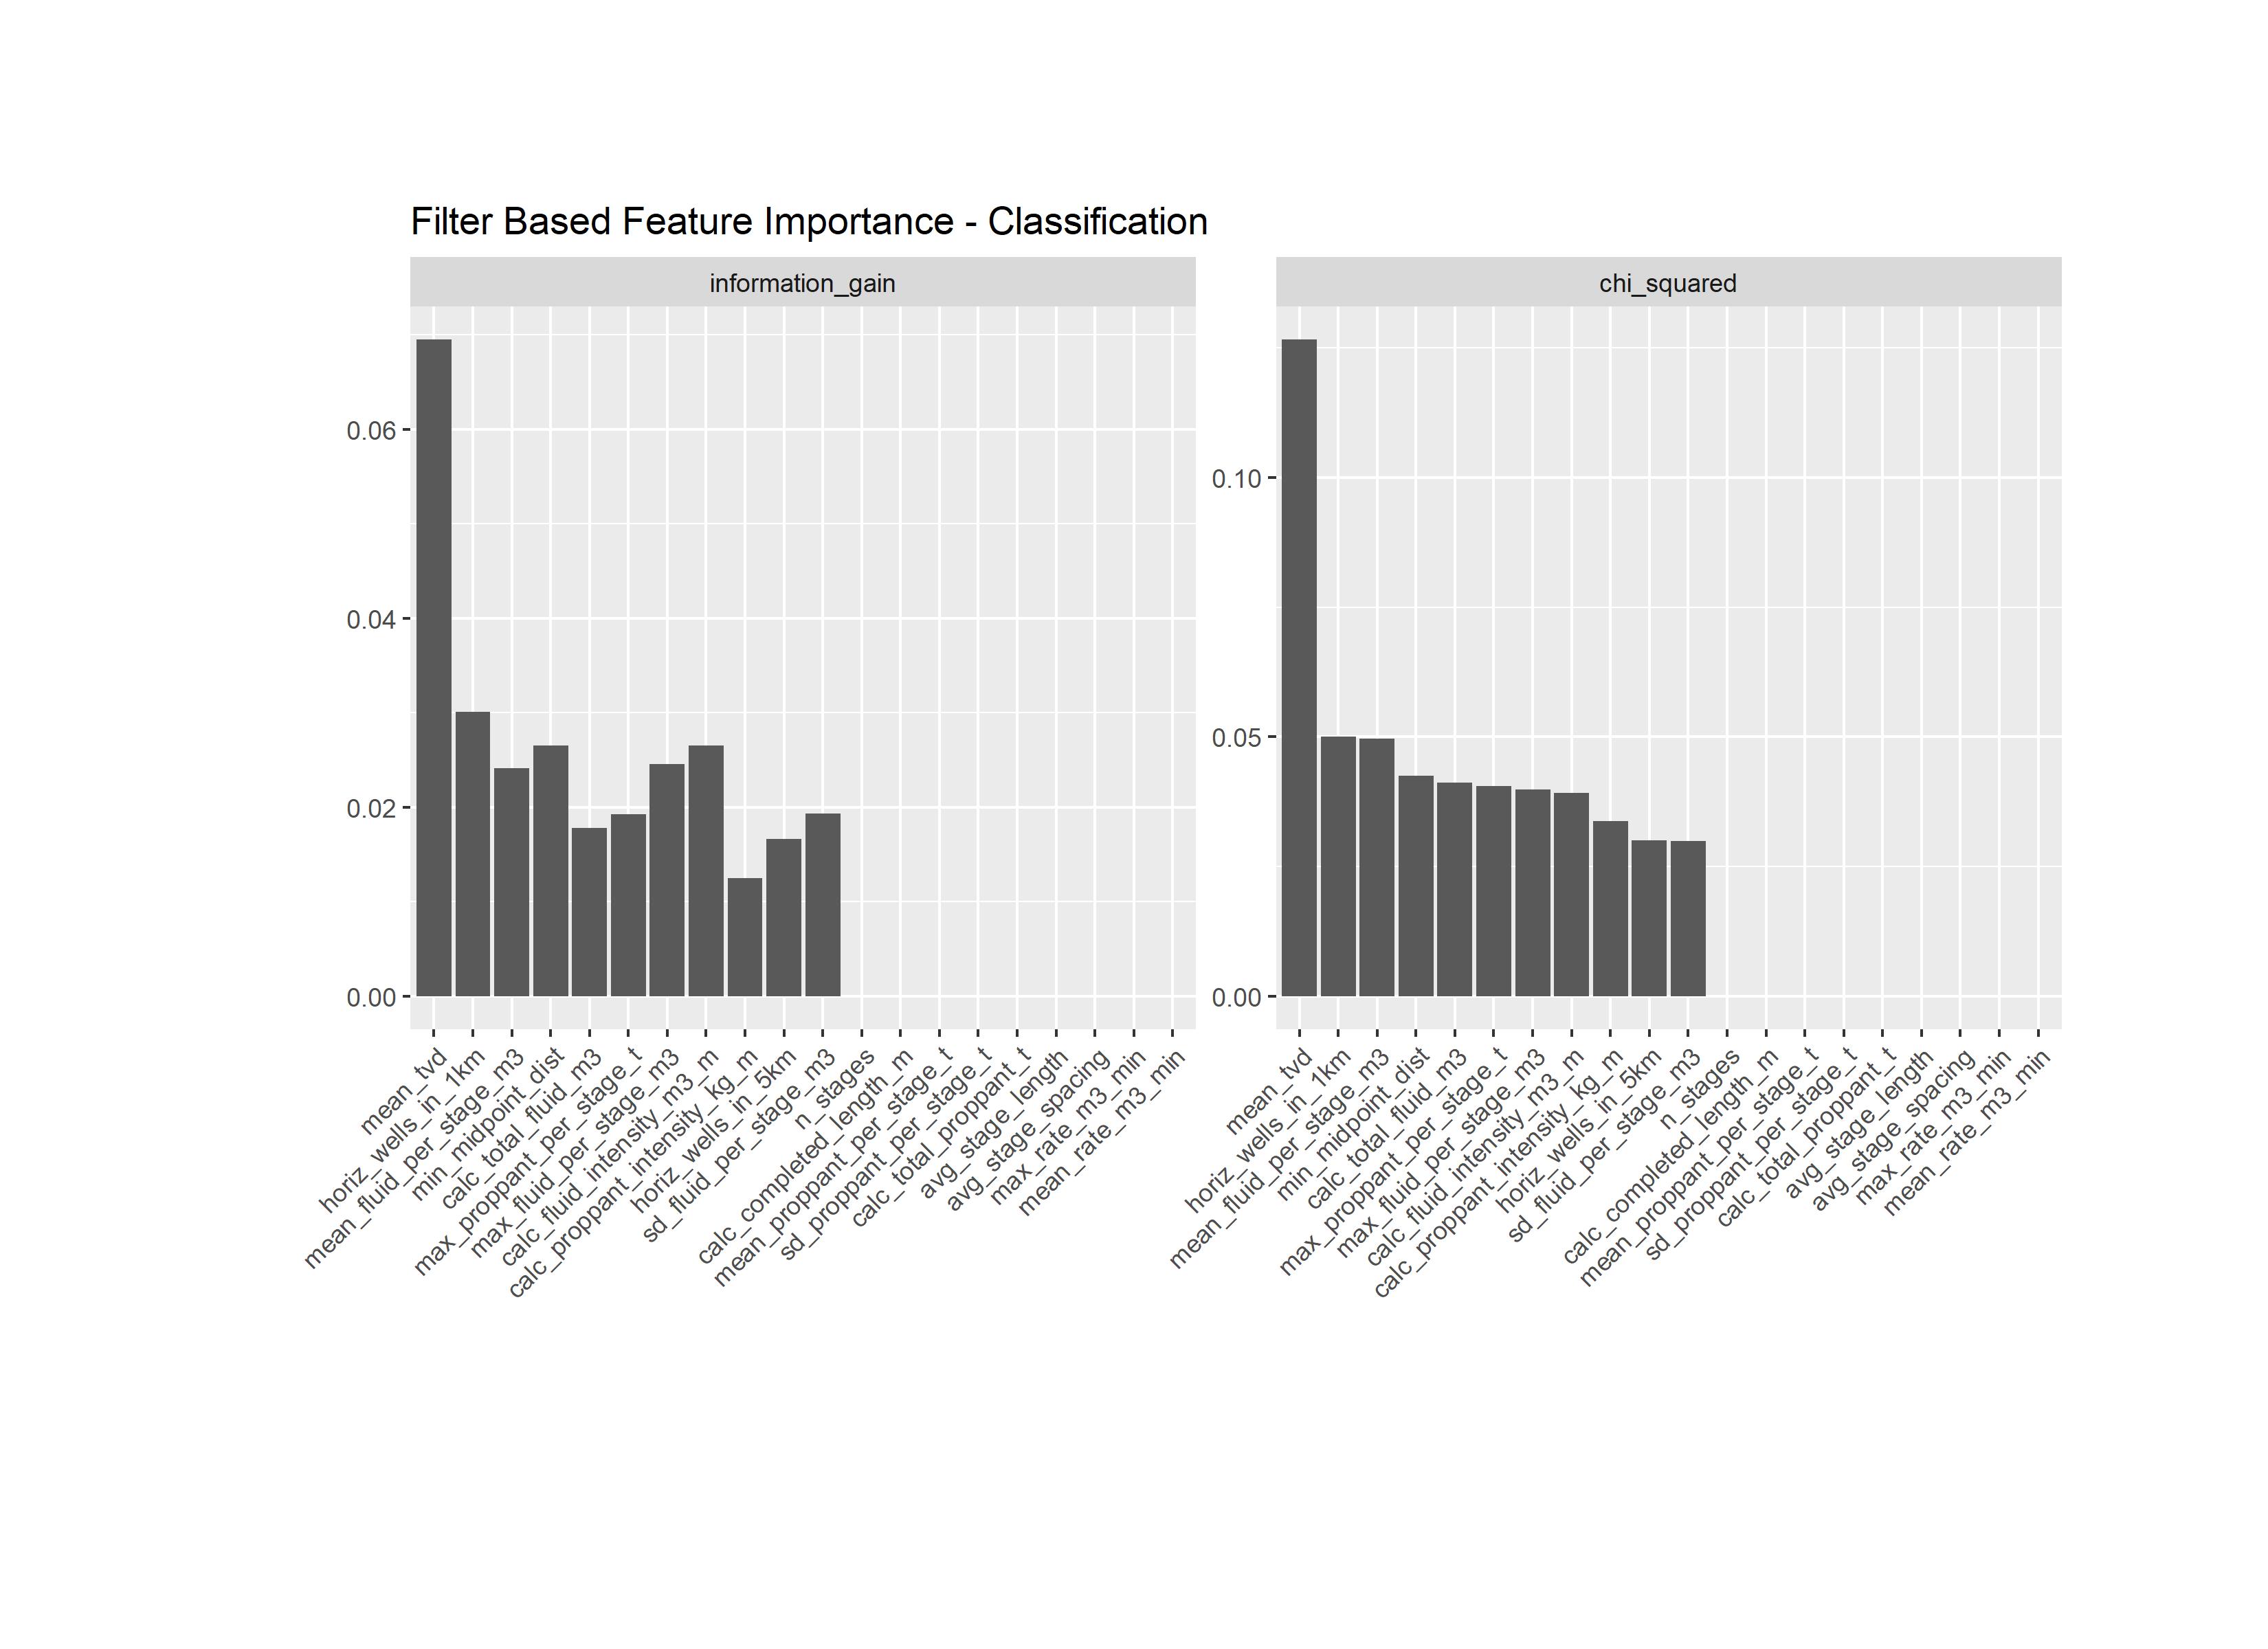 Filter Based Feature Importance - Classification
information_gain
chi_squared
0.06
0.04
0.02
0.00
0.10
0.05
0.00
mean_tvd
horiz_wells_in_1km
mean_fluid_per_stage_m3
min_midpoint_dist
calc_total_fluid_m3
max_proppant_per_stage_t
max_fluid_per_stage_m3
calc_fluid_intensity_m3_m
calc_proppant_intensity_kg_m
horiz_wells_in_5km
sd_fluid_per_stage_m3
n_stages
calc_completed_length_m
mean_proppant_per_stage_t
sd_proppant_per_stage_t
calc_total_proppant_t
avg_stage_length
avg_stage_spacing
max_rate_m3_min
mean_rate_m3_min
mean_tvd
horiz_wells_in_1km
mean_fluid_per_stage_m3
min_midpoint_dist
calc_total_fluid_m3
max_proppant_per_stage_t
max_fluid_per_stage_m3
calc_fluid_intensity_m3_m
calc_proppant_intensity_kg_m
horiz_wells_in_5km
sd_fluid_per_stage_m3
n_stages
calc_completed_length_m
mean_proppant_per_stage_t
sd_proppant_per_stage_t
calc_total_proppant_t
avg_stage_length
avg_stage_spacing
max_rate_m3_min
mean_rate_m3_min